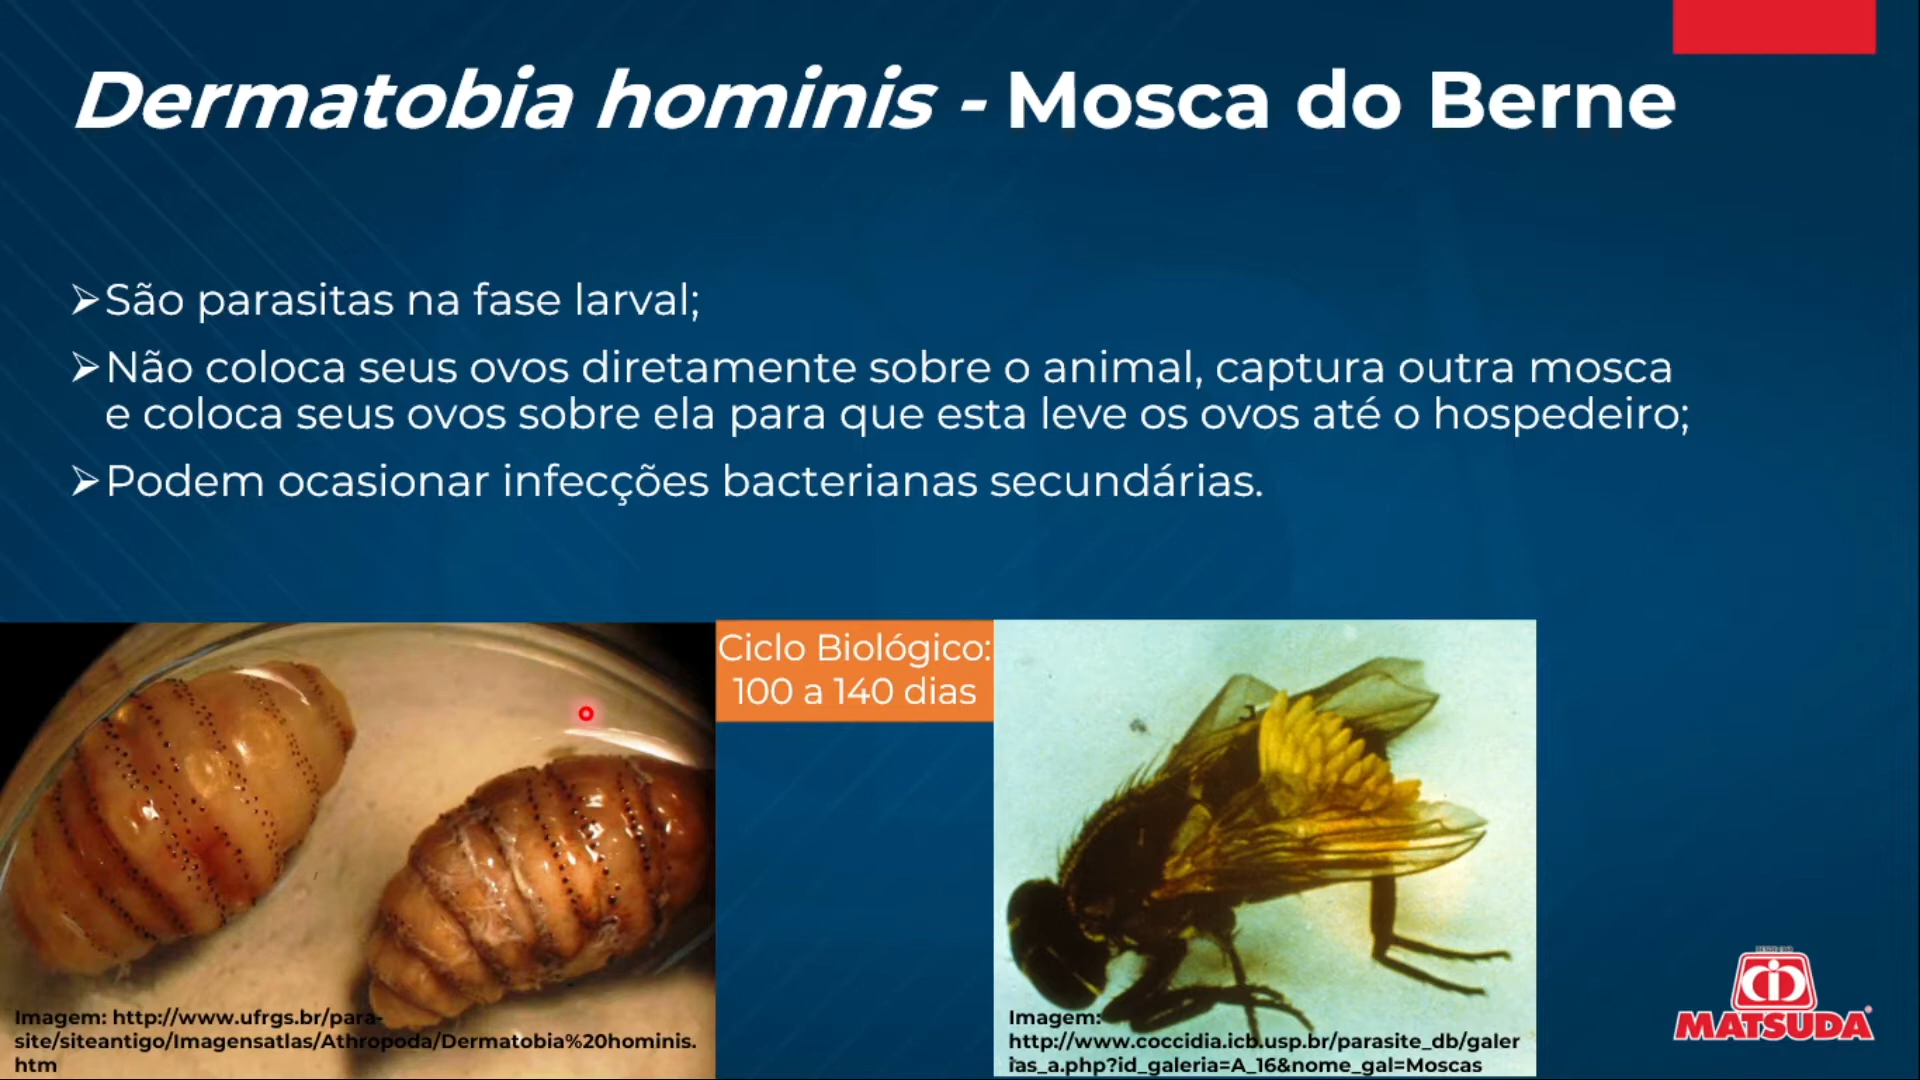 Dermatobia hominis - Mosca do Berne
➢São parasitas na fase larval;
➢Não coloca seus ovos diretamente sobre o animal, captura outra mosca
e coloca seus ovos sobre ela para que esta leve os ovos até o hospedeiro;
➢Podem ocasionar infecções bacterianas secundárias.
Ciclo Biológico:
100 a 140 dias
Imagem: http://www.ufrgs.br/para-
site/siteantigo/Imagensatlas/Athropoda/Dermatobia%20hominis.
htm
Imagem:
http://www.coccidia.icb.usp.br/parasite_db/galer
ias_a.php?id_galeria=A_16&nome_gal=Moscas
MATSUDA